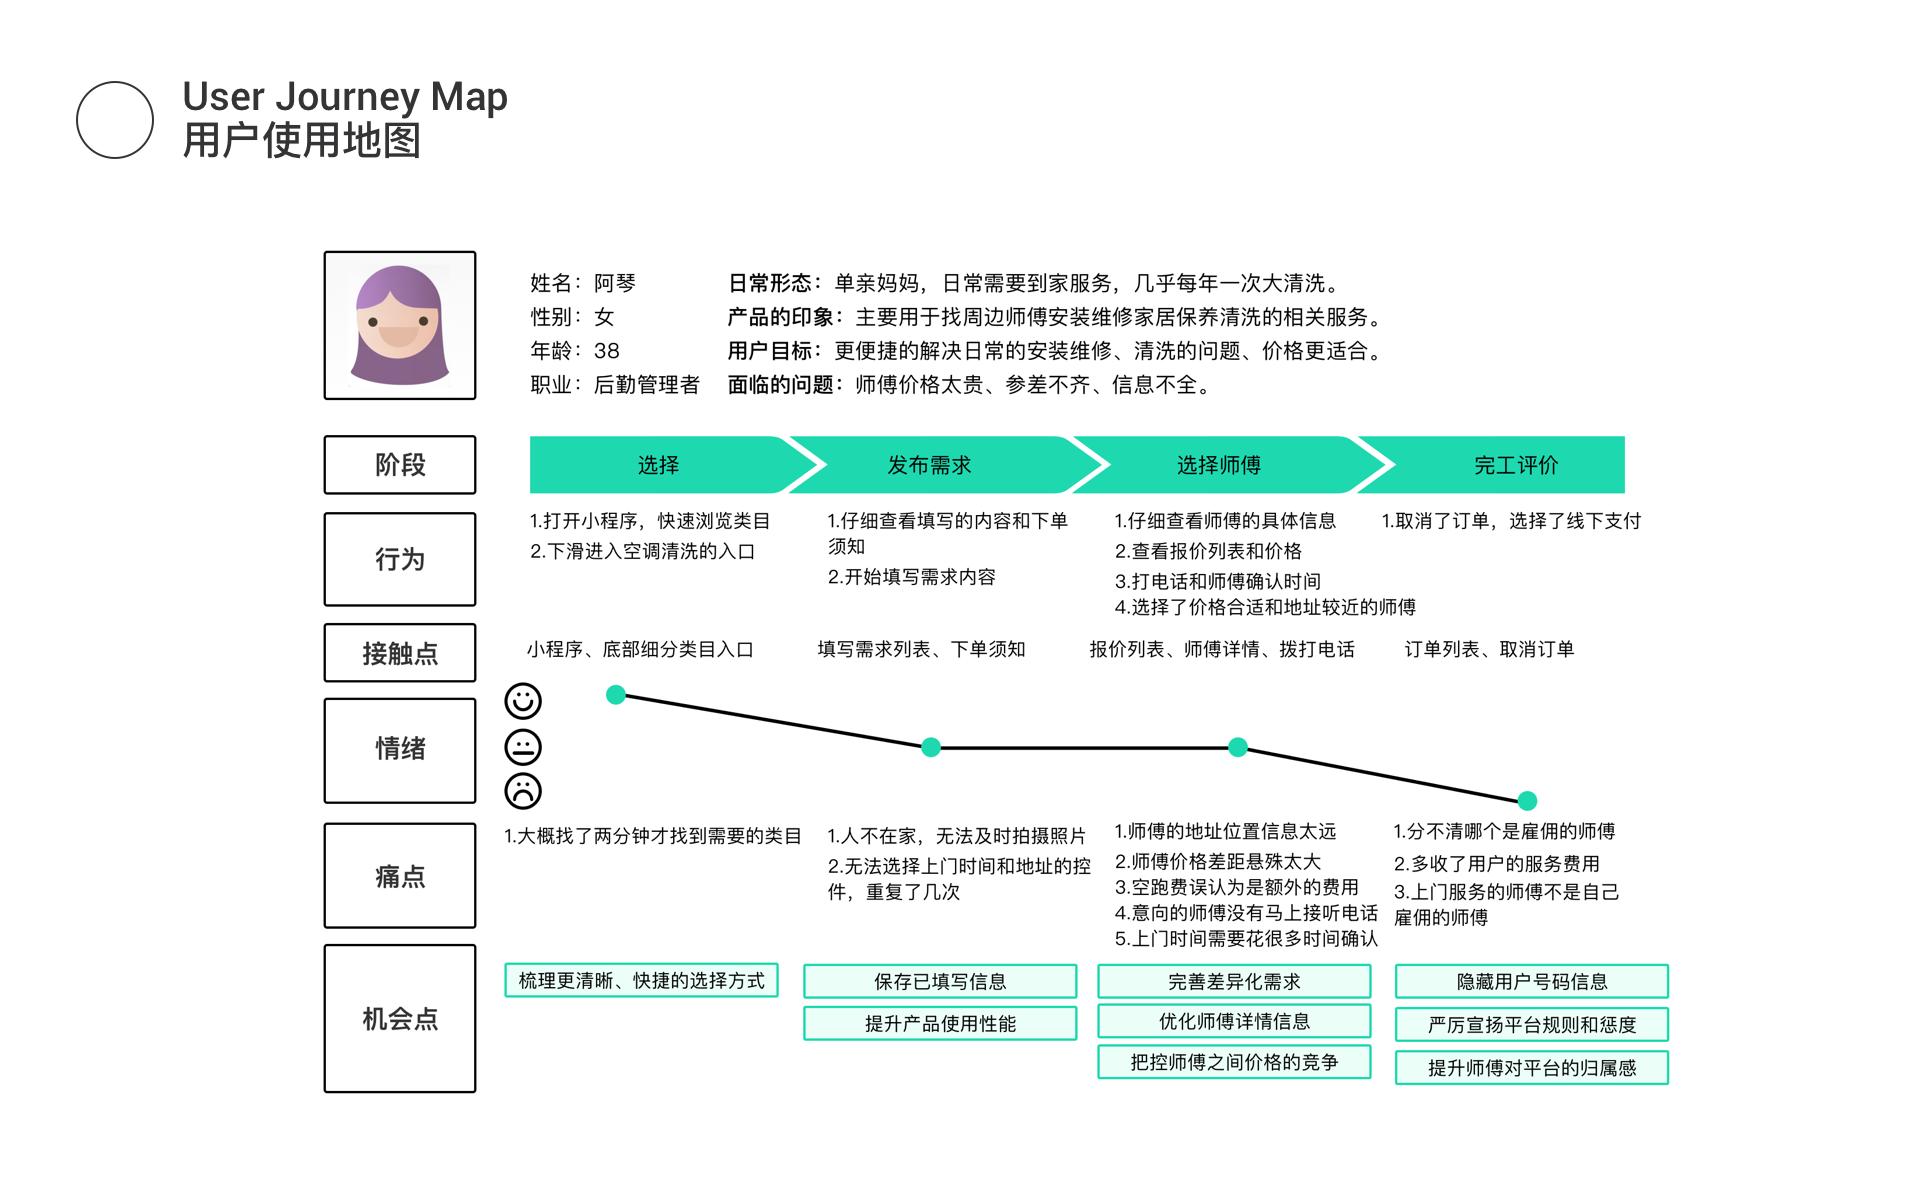 User Journey Map
用户使用地图
姓名：阿琴
性别：女
年龄：38
职业：后勤管理者
日常形态：单亲妈妈，日常需要到家服务，几乎每年一次大清洗。
产品的印象：主要用于找周边师傅安装维修家居保养清洗的相关服务。
用户目标：更便捷的解决日常的安装维修、清洗的问题、价格更适合。
面临的问题：师傅价格太贵、参差不齐、信息不全。
阶段
选择
发布需求
选择师傅
完工评价
行为
1.打开小程序，快速浏览类目
2.下滑进入空调清洗的入口
1.仔细查看填写的内容和下单
须知
2.开始填写需求内容
1.仔细查看师傅的具体信息
2.查看报价列表和价格
3.打电话和师傅确认时间
4.选择了价格合适和地址较近的师傅
1.取消了订单，选择了线下支付
接触点
小程序、底部细分类目入口
填写需求列表、下单须知
报价列表、师傅详情、拨打电话
订单列表、取消订单
情绪
痛点
1.大概找了两分钟才找到需要的类目
1.人不在家，无法及时拍摄照片
2.无法选择上门时间和地址的控
件，重复了几次
1.师傅的地址位置信息太远
2.师傅价格差距悬殊太大
3.空跑费误认为是额外的费用
4.意向的师傅没有马上接听电话
5.上门时间需要花很多时间确认
1.分不清哪个是雇佣的师傅
2.多收了用户的服务费用
3.上门服务的师傅不是自己
雇佣的师傅
机会点
梳理更清晰、快捷的选择方式
保存已填写信息
提升产品使用性能
完善差异化需求
优化师傅详情信息
把控师傅之间价格的竞争
隐藏用户号码信息
严厉宣扬平台规则和惩度
提升师傅对平台的归属感